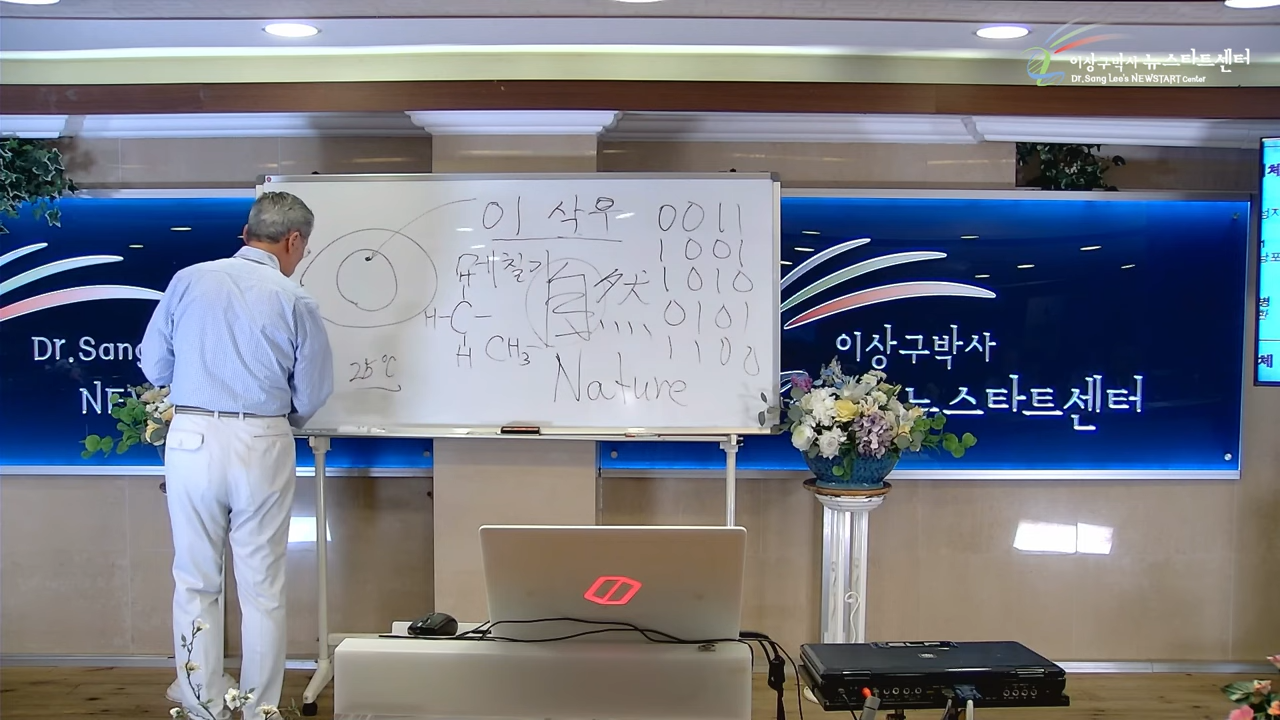 이상구박사 뉴스타트센터
Dr.Sang Lee's NEWSTART Center
이 삭우 0011
1001
메칠기 自然 1010
H
H-C- 0101
H CH₃ 1100
25℃
Nature
Dr.Sang
NE
이상구박사
뉴스타트센터